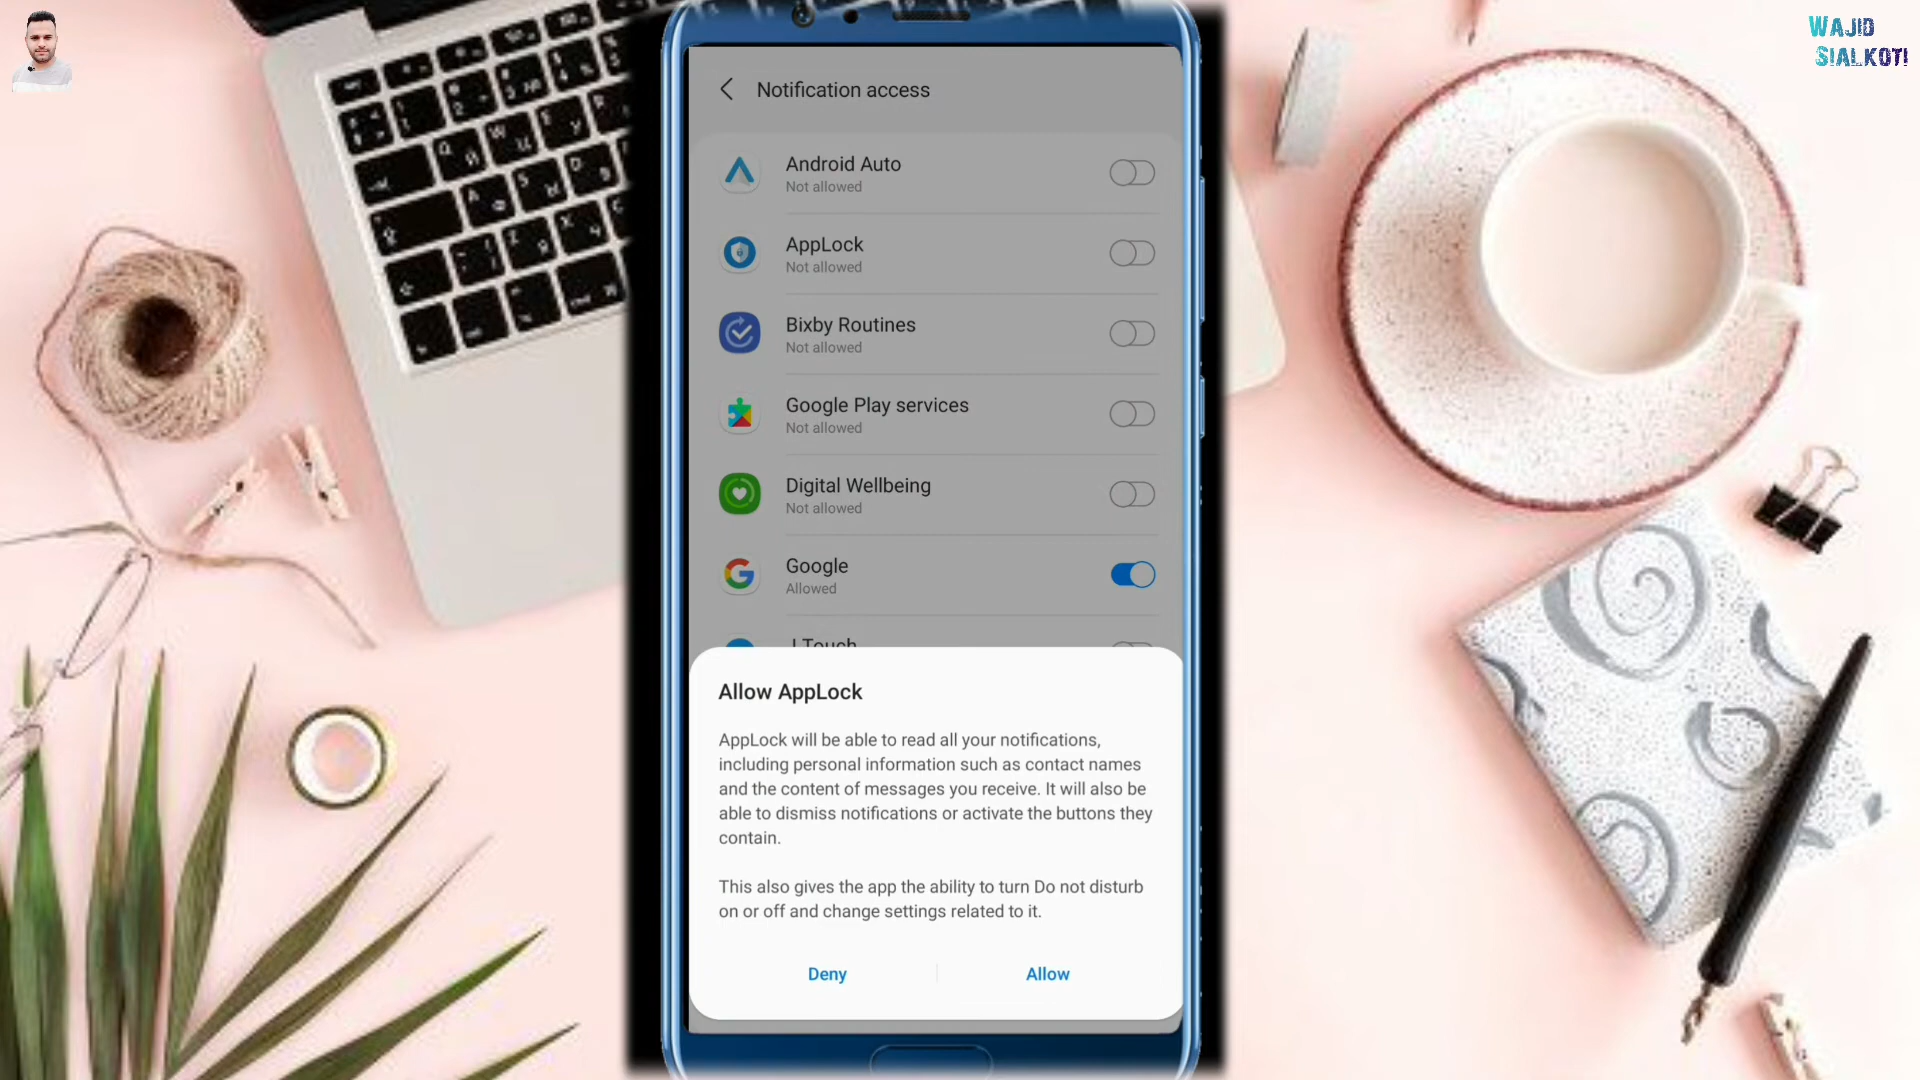 WAJID
SIALKOTI
Notification access
Android Auto
Not allowed
AppLock
Not allowed
Bixby Routines
Not allowed
Google Play services
Not allowed
Digital Wellbeing
Not allowed
Google
Allowed
J Touch
Allow AppLock
AppLock will be able to read all your notifications,
including personal information such as contact names
and the content of messages you receive. It will also be
able to dismiss notifications or activate the buttons they
contain.
This also gives the app the ability to turn Do not disturb
on or off and change settings related to it.
Deny
Allow